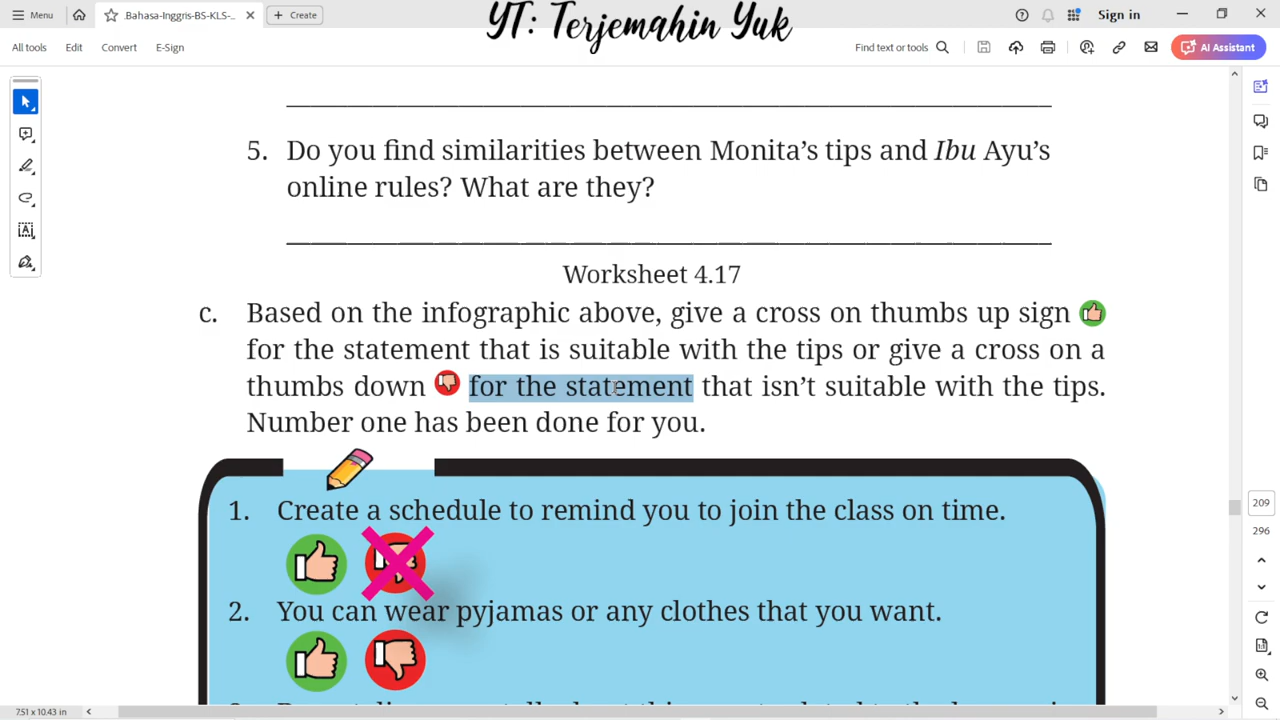 Menu
Bahasa-Inggris-BS-KLS-...
Create
YT: Terjemahin Yuk
Sign in
All tools
Edit
Convert
E-Sign
Find text or tools
AI Assistant
5. Do you find similarities between Monita's tips and Ibu Ayu's
online rules? What are they?
Worksheet 4.17
c. Based on the infographic above, give a cross on thumbs up sign
for the statement that is suitable with the tips or give a cross on a
thumbs down for the statement that isn't suitable with the tips.
Number one has been done for you.
1. Create a schedule to remind you to join the class on time.
2. You can wear pyjamas or any clothes that you want.
209
296
7.51 x 10.43 in